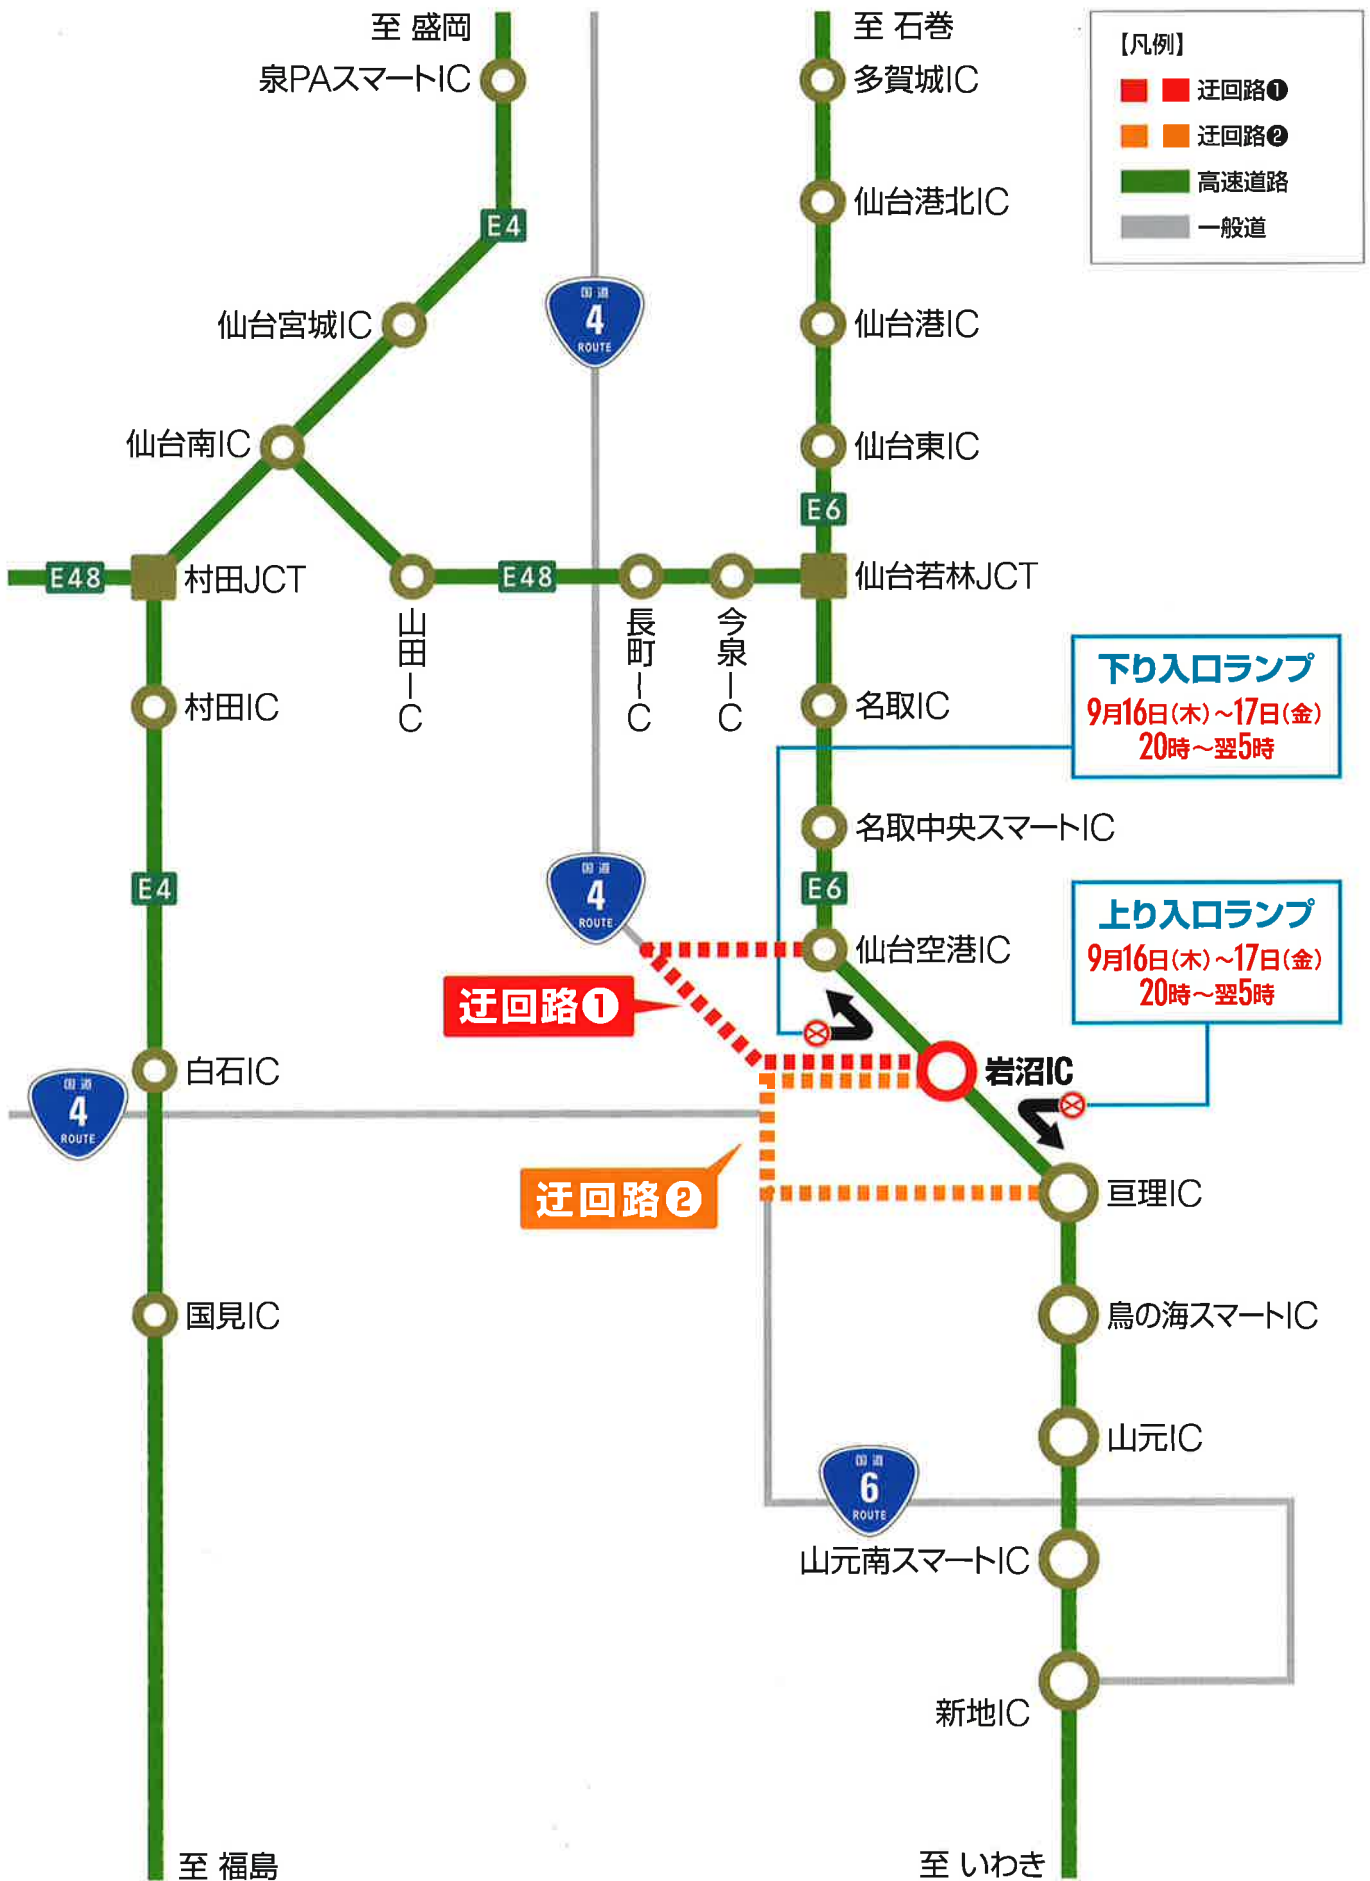 至 盛岡
泉PAスマートIC
至 石巻
多賀城IC
【凡例】
迂回路❶
迂回路❷
高速道路
一般道
仙台港北IC
E4
国道
4
ROUTE
仙台宮城IC
仙台港IC
仙台南IC
仙台東IC
E6
E48
村田JCT
E48
仙台若林JCT
山田IC
長町IC
今泉IC
村田IC
名取IC
下り入口ランプ
9月16日(木)～17日(金)
20時～翌5時
名取中央スマートIC
E4
国道
4
ROUTE
E6
上り入口ランプ
9月16日(木)～17日(金)
20時～翌5時
仙台空港IC
迂回路❶
白石IC
岩沼IC
国道
4
ROUTE
迂回路❷
亘理IC
国見IC
鳥の海スマートIC
山元IC
国道
6
ROUTE
山元南スマートIC
新地IC
至 福島
至 いわき